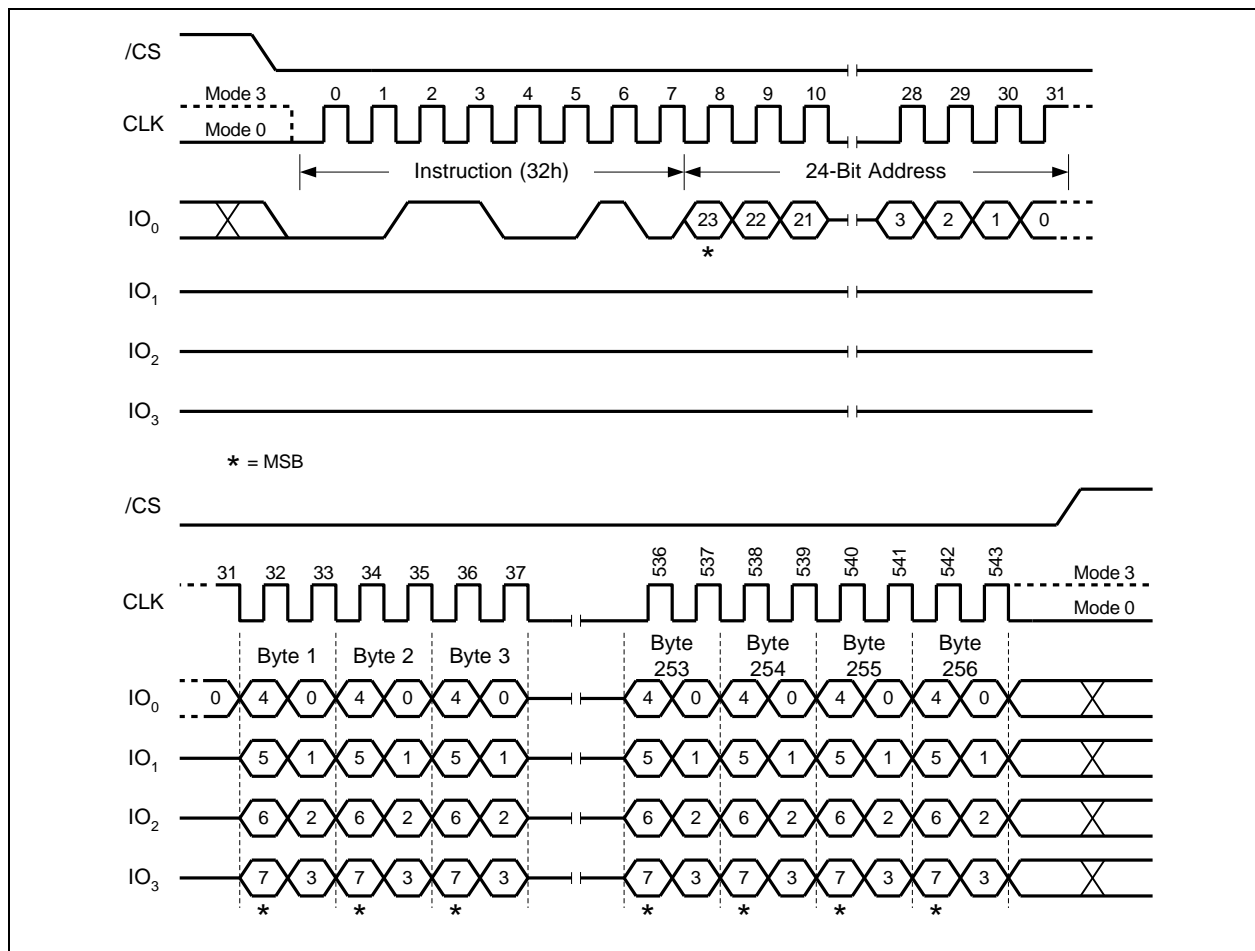 /CS
Mode 3 0 1 2 3 4 5 6 7 8 9 10 28 29 30 31
CLK
Mode 0
Instruction (32h) 24-Bit Address
IO0 23 22 21 3 2 1 0
*
IO1
IO2
IO3
* = MSB
/CS
31 32 33 34 35 36 37 536 537 538 539 540 541 542 543 Mode 3
CLK
Mode 0
Byte 1 Byte 2 Byte 3 Byte 253 Byte 254 Byte 255 Byte 256
IO0 0 4 0 4 0 4 0 4 0 4 0 4 0 4 0
IO1 5 1 5 1 5 1 5 1 5 1 5 1 5 1
IO2 6 2 6 2 6 2 6 2 6 2 6 2 6 2
IO3 7 3 7 3 7 3 7 3 7 3 7 3 7 3
* * * * * * *